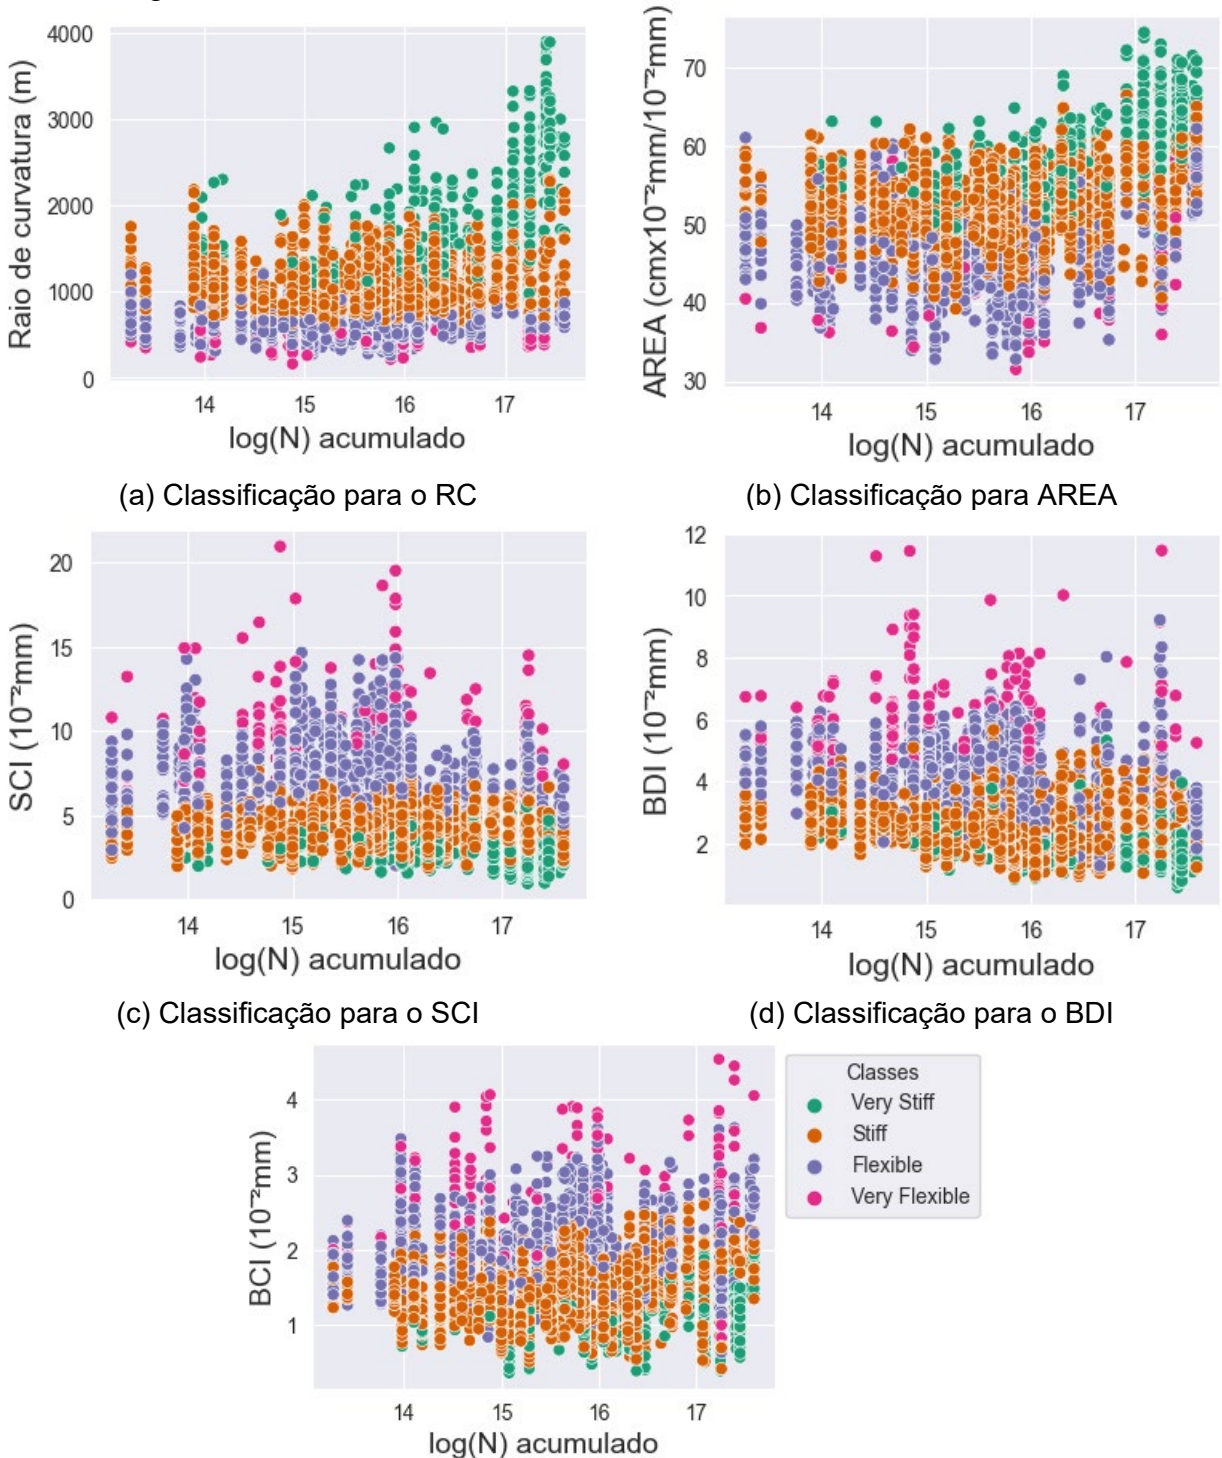 4000
3000
2000
1000
0
Raio de curvatura (m)
14 15 16 17
log(N) acumulado
(a) Classificação para o RC
70
60
50
40
30
AREA (cmx10⁻²mm/10⁻²mm)
14 15 16 17
log(N) acumulado
(b) Classificação para AREA
20
15
10
5
0
SCI (10⁻²mm)
14 15 16 17
log(N) acumulado
(c) Classificação para o SCI
12
10
8
6
4
2
BDI (10⁻²mm)
14 15 16 17
log(N) acumulado
(d) Classificação para o BDI
4
3
2
1
BCI (10⁻²mm)
14 15 16 17
log(N) acumulado
Classes
Very Stiff
Stiff
Flexible
Very Flexible